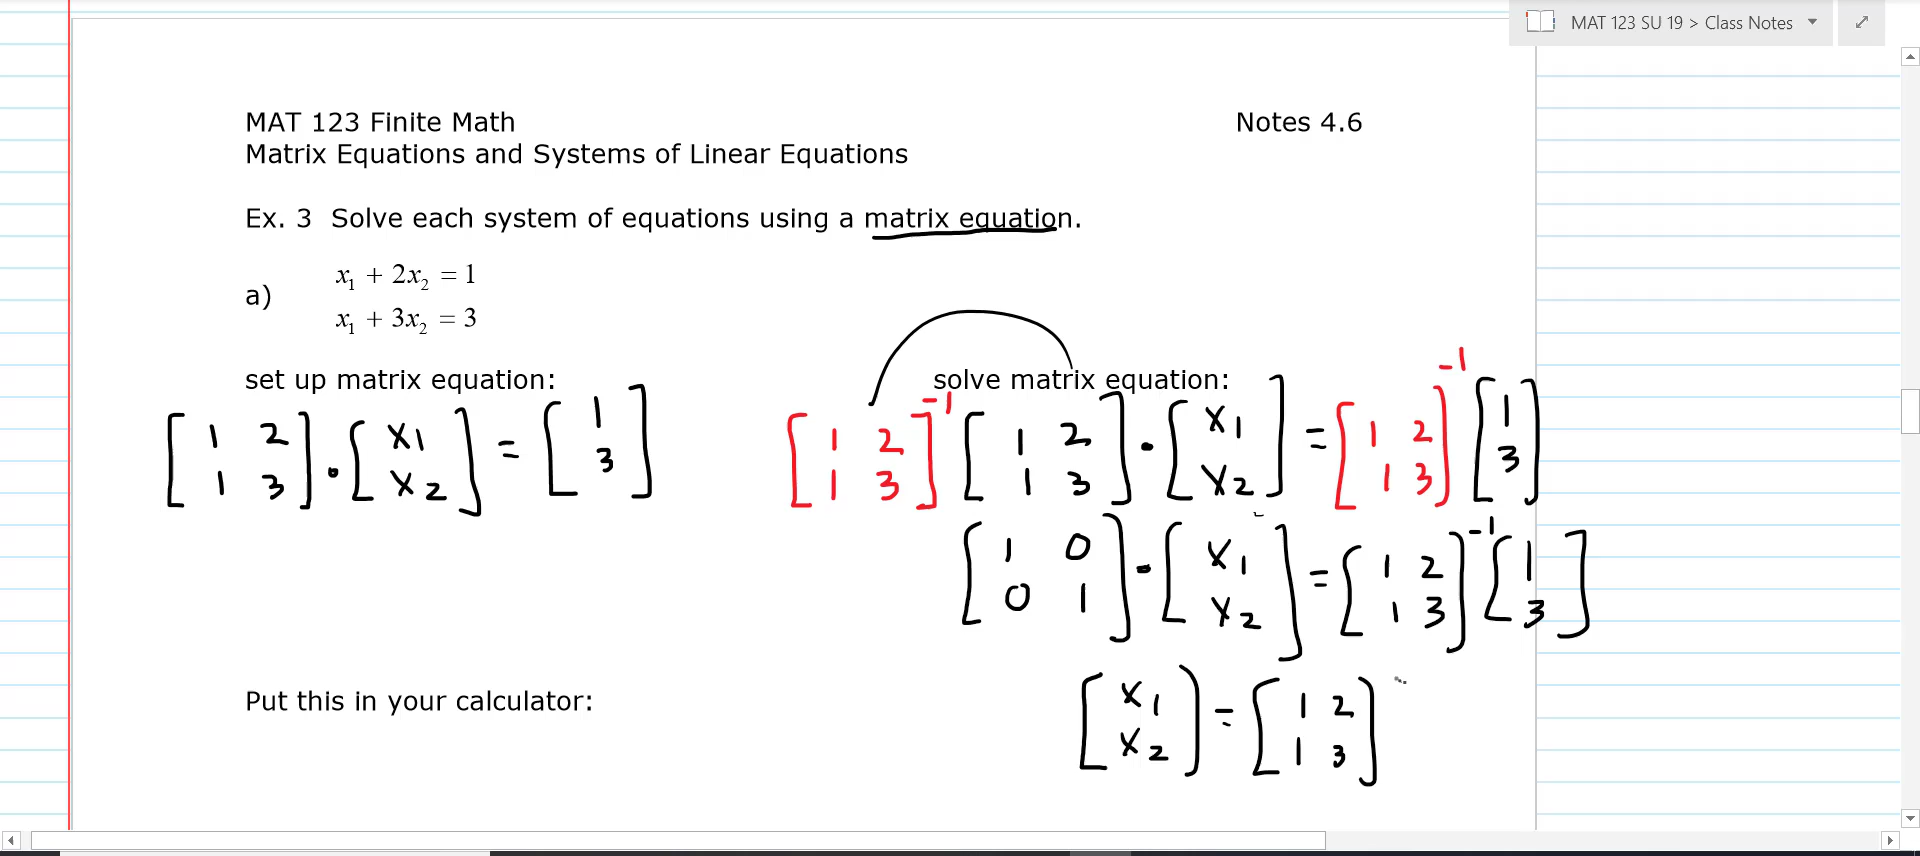 MAT 123 SU 19 > Class Notes
MAT 123 Finite Math Notes 4.6
Matrix Equations and Systems of Linear Equations
Ex. 3 Solve each system of equations using a matrix equation.
a)
x₁ + 2x₂ = 1
x₁ + 3x₂ = 3
set up matrix equation:
[1 2; 1 3] · [x₁; x₂] = [1; 3]
solve matrix equation:
[1 2; 1 3]⁻¹ [1 2; 1 3] · [x₁; x₂] = [1 2; 1 3]⁻¹ [1; 3]
[1 0; 0 1] · [x₁; x₂] = [1 2; 1 3]⁻¹ [1; 3]
Put this in your calculator:
[x₁; x₂] = [1 2; 1 3]